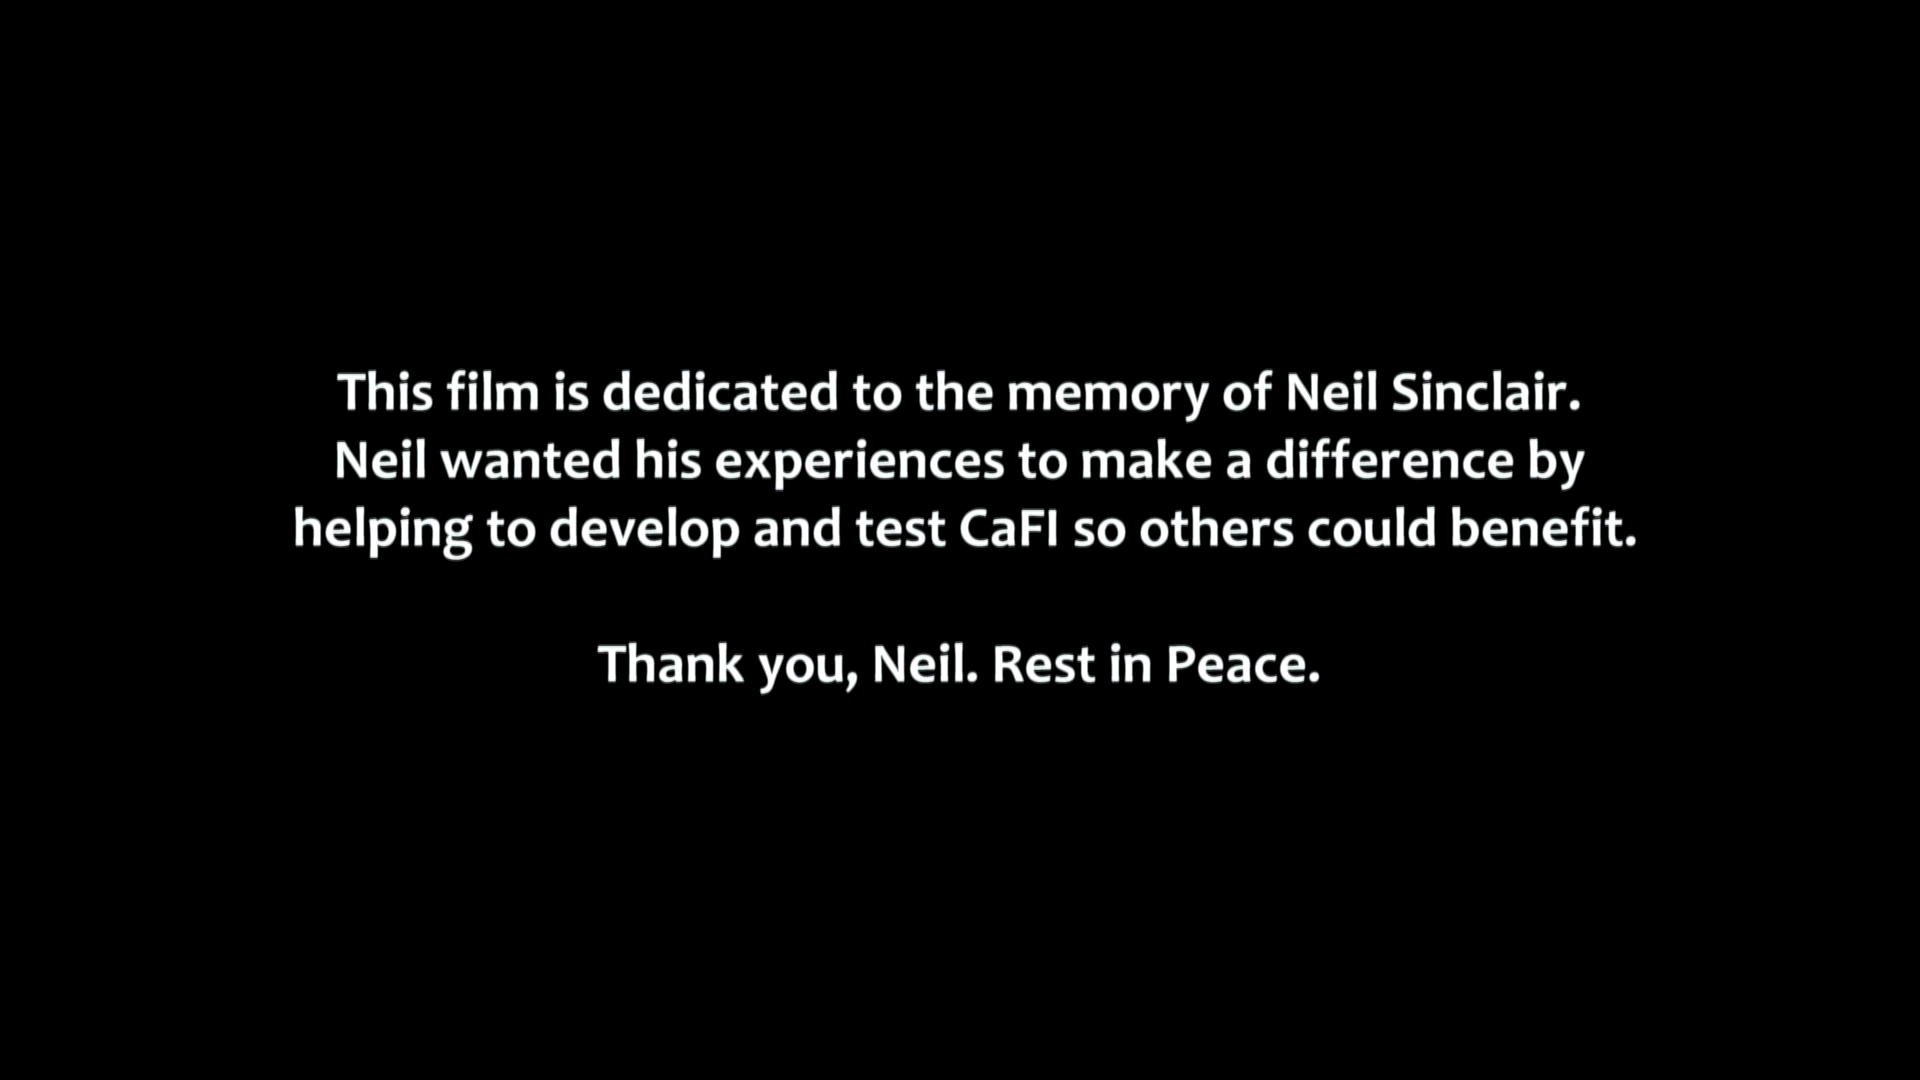 This film is dedicated to the memory of Neil Sinclair.
Neil wanted his experiences to make a difference by
helping to develop and test CaFI so others could benefit.
Thank you, Neil. Rest in Peace.